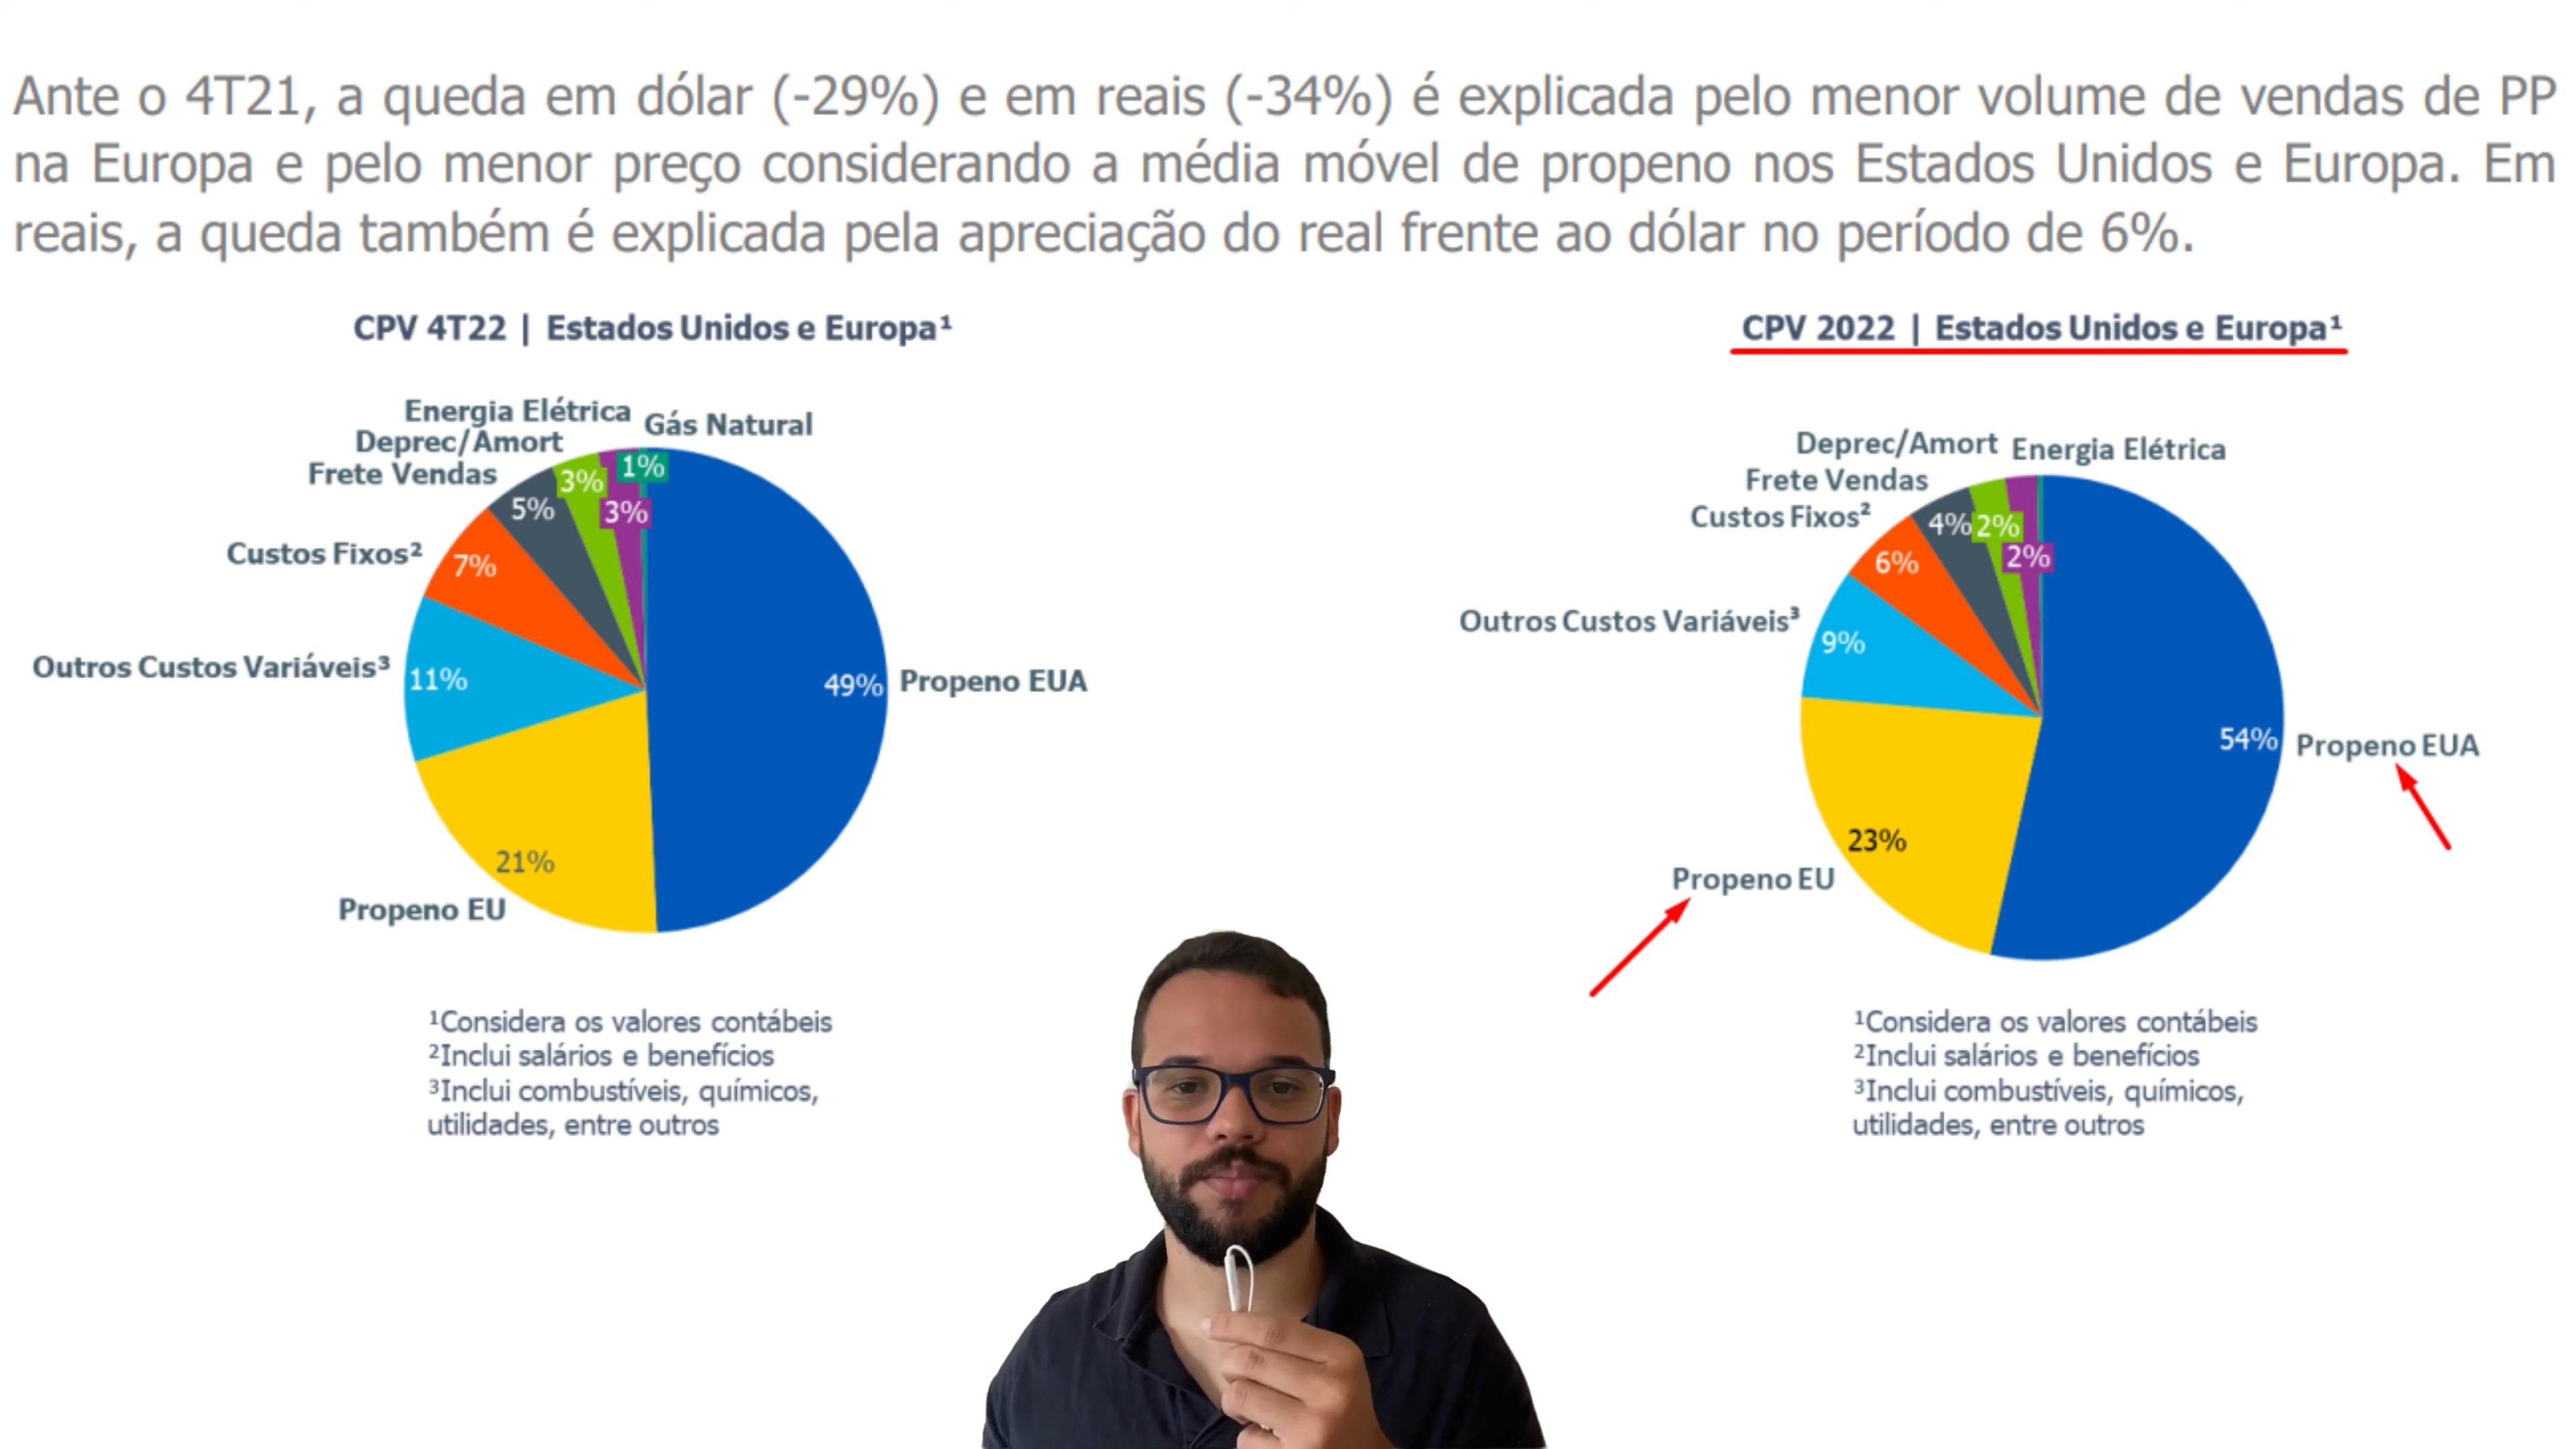 Ante o 4T21, a queda em dólar (-29%) e em reais (-34%) é explicada pelo menor volume de vendas de PP
na Europa e pelo menor preço considerando a média móvel de propeno nos Estados Unidos e Europa. Em
reais, a queda também é explicada pela apreciação do real frente ao dólar no período de 6%.
CPV 4T22 | Estados Unidos e Europa¹
Energia Elétrica
Gás Natural
Deprec/Amort
Frete Vendas
1%
3%
5%
3%
Custos Fixos²
7%
Outros Custos Variáveis³
11%
49%
Propeno EUA
21%
Propeno EU
¹Considera os valores contábeis
²Inclui salários e benefícios
³Inclui combustíveis, químicos,
utilidades, entre outros
CPV 2022 | Estados Unidos e Europa¹
Deprec/Amort
Energia Elétrica
Frete Vendas
Custos Fixos²
4%
2%
2%
6%
Outros Custos Variáveis³
9%
54%
Propeno EUA
23%
Propeno EU
¹Considera os valores contábeis
²Inclui salários e benefícios
³Inclui combustíveis, químicos,
utilidades, entre outros